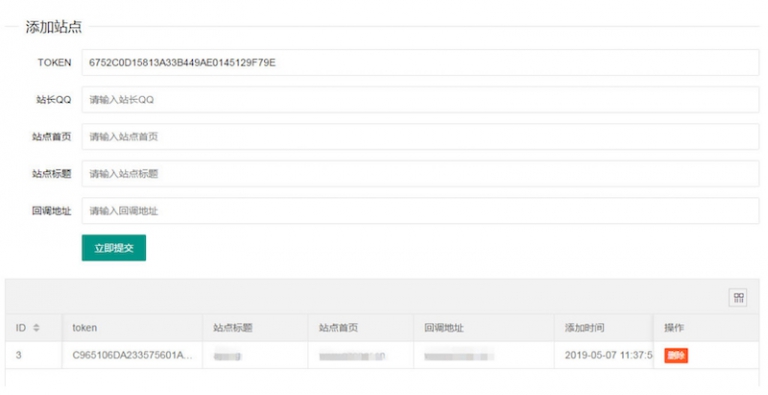 添加站点
TOKEN 6752C0D15813A33B449AE0145129F79E
站长QQ 请输入站长QQ
站点首页 请输入站点首页
站点标题 请输入站点标题
回调地址 请输入回调地址
立即提交
ID token 站点标题 站点首页 回调地址 添加时间 操作
3 C965106DA233575601A... 2019-05-07 11:37:5 删除